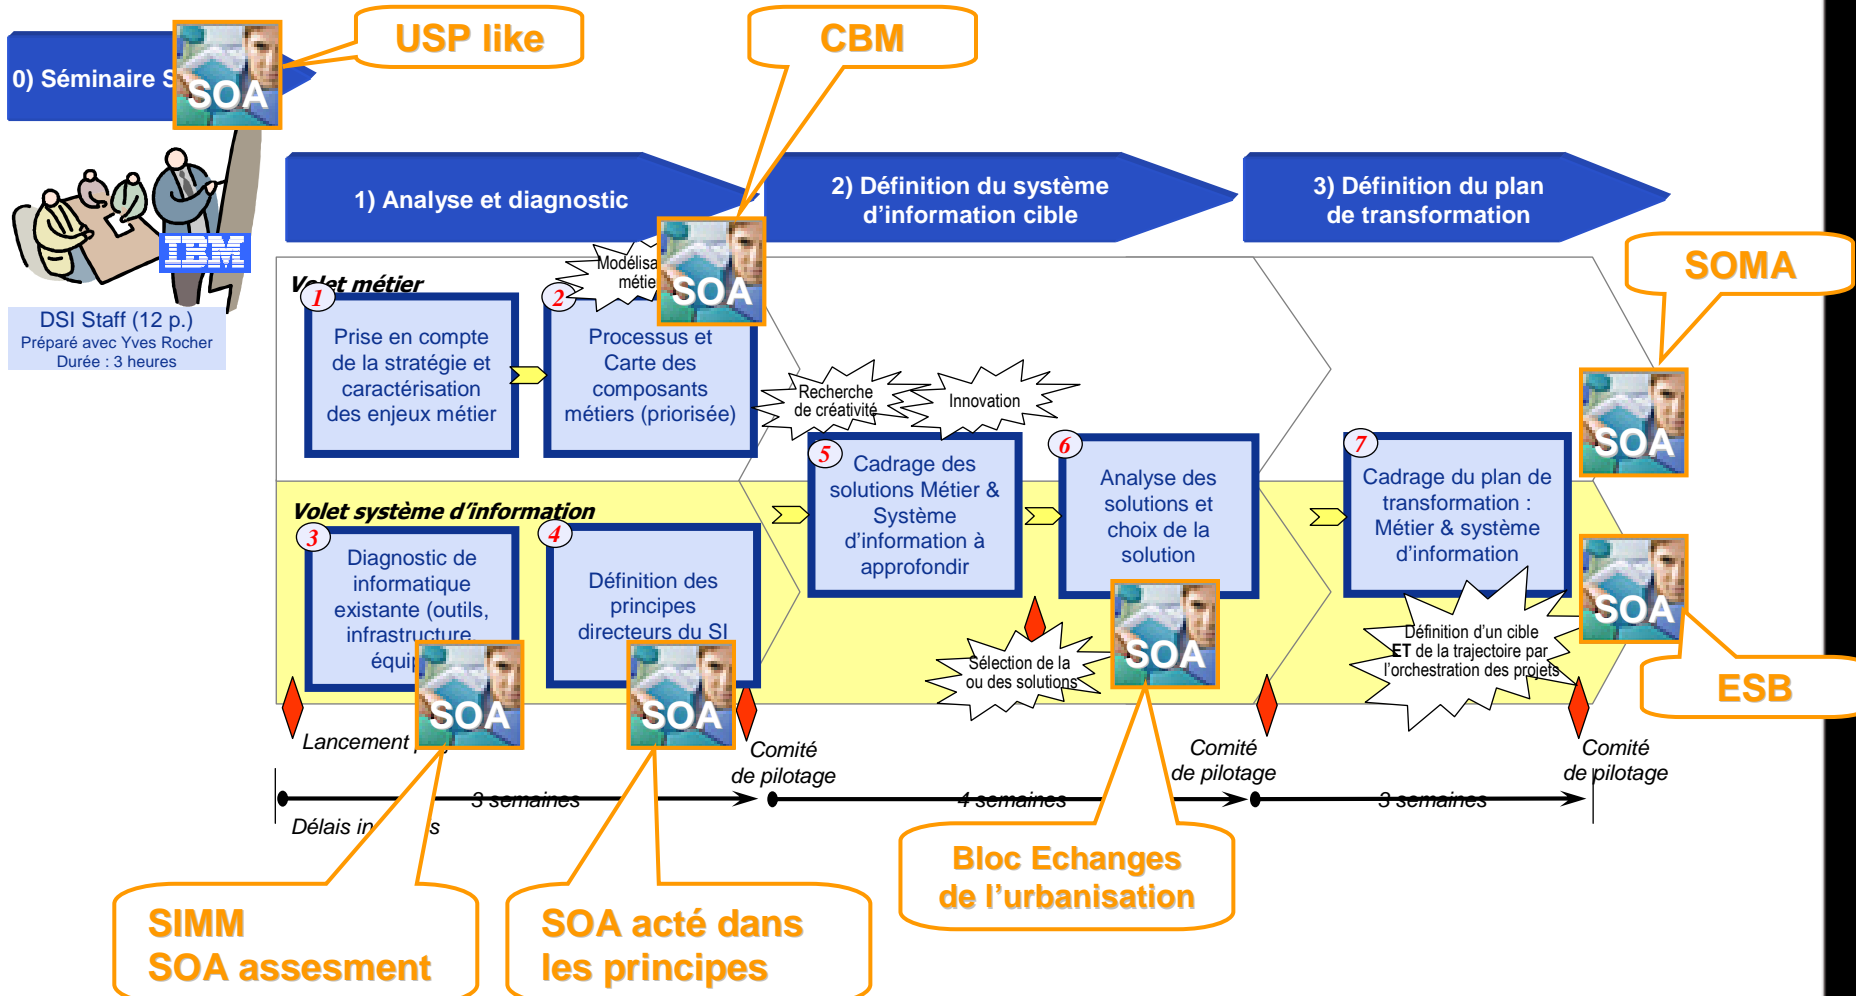 USP like
CBM
0) Séminaire
SOA
IBM
DSI Staff (12 p.)
Préparé avec Yves Rocher
Durée : 3 heures
1) Analyse et diagnostic
2) Définition du système
d’information cible
3) Définition du plan
de transformation
SOMA
Volet métier
1
Prise en compte
de la stratégie et
caractérisation
des enjeux métier
2
métie
SOA
Processus et
Carte des
composants
métiers (priorisée)
Recherche
de créativité
Innovation
SOA
Volet système d’information
3
Diagnostic de
informatique
existante (outils,
infrastructure
SOA
4
Définition des
principes
directeurs du SI
SOA
5
Cadrage des
solutions Métier &
Système
d’information à
approfondir
6
Analyse des
solutions et
choix de la
solution
Sélection de la
ou des solutions
SOA
7
Cadrage du plan de
transformation :
Métier & système
d’information
Définition d’un cible
ET de la trajectoire par
l’orchestration des projets
SOA
ESB
Lancement
Comité
de pilotage
Comité
de pilotage
Comité
de pilotage
3 semaines
4 semaines
3 semaines
Délais
SIMM
SOA assesment
SOA acté dans
les principes
Bloc Echanges
de l’urbanisation